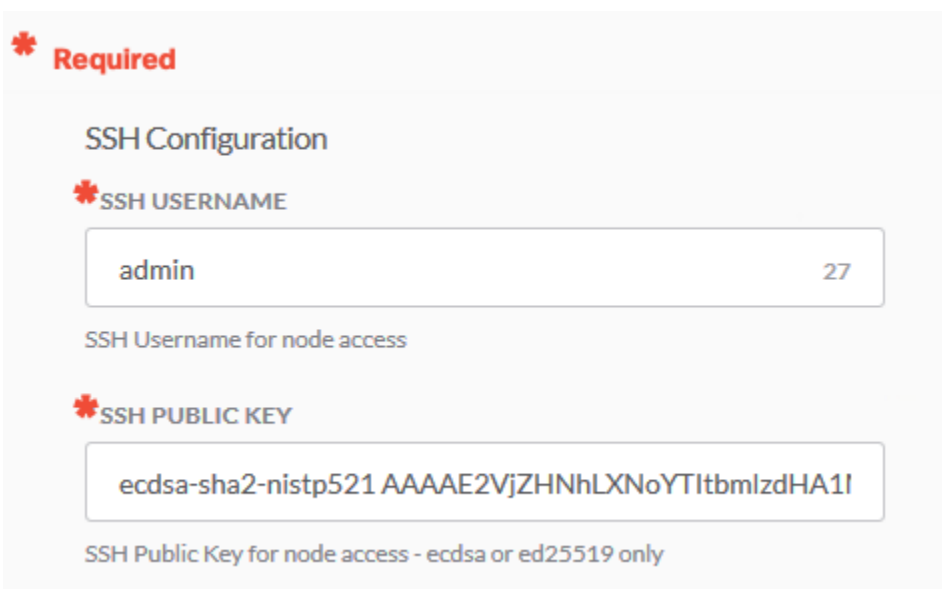 * Required
SSH Configuration
*SSH USERNAME
admin 27
SSH Username for node access
*SSH PUBLIC KEY
ecdsa-sha2-nistp521 AAAAE2VjZHNhLXNoYTItbmlzdHA1
SSH Public Key for node access - ecdsa or ed25519 only